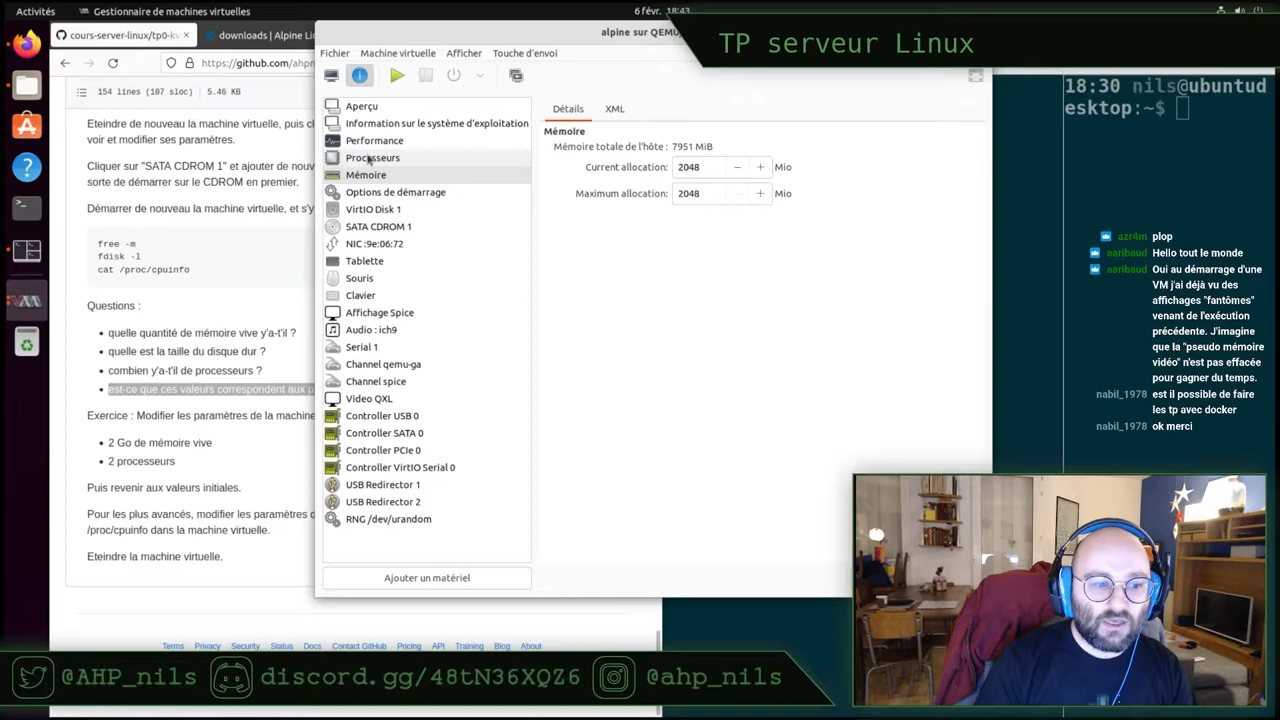 Activités
Gestionnaire de machines virtuelles
6 févr. 18:43
TP serveur Linux
cours-server-linux/tp0-kv
downloads | Alpine Lin
https://github.com/ahpn
154 lines (107 sloc)
5.46 KB
Eteindre de nouveau la machine virtuelle, puis c
voir et modifier ses paramètres.
Cliquer sur "SATA CDROM 1" et ajouter de nouv
sorte de démarrer sur le CDROM en premier.
Démarrer de nouveau la machine virtuelle, et s'y
free -m
fdisk -l
cat /proc/cpuinfo
Questions :
quelle quantité de mémoire vive y'a-t'il ?
quelle est la taille du disque dur ?
combien y'a-t'il de processeurs ?
est-ce que ces valeurs correspondent aux p
Exercice : Modifier les paramètres de la machine
2 Go de mémoire vive
2 processeurs
Puis revenir aux valeurs initiales.
Pour les plus avancés, modifier les paramètres d
/proc/cpuinfo dans la machine virtuelle.
Eteindre la machine virtuelle.
Terms
Privacy
Security
Status
Docs
Contact GitHub
Pricing
API
Training
Blog
About
alpine sur QEMU
Fichier
Machine virtuelle
Afficher
Touche d'envoi
Aperçu
Information sur le système d'exploitation
Performance
Processeurs
Mémoire
Options de démarrage
VirtIO Disk 1
SATA CDROM 1
NIC :9e:06:72
Tablette
Souris
Clavier
Affichage Spice
Audio : ich9
Serial 1
Channel qemu-ga
Channel spice
Video QXL
Controller USB 0
Controller SATA 0
Controller PCIe 0
Controller VirtIO Serial 0
USB Redirector 1
USB Redirector 2
RNG /dev/urandom
Ajouter un matériel
Détails
XML
Mémoire
Mémoire totale de l'hôte : 7951 MiB
Current allocation: 2048 Mio
Maximum allocation: 2048 Mio
18:30 nils@ubuntud
esktop:~$
azr4m plop
aaribaud Hello tout le monde
aaribaud Oui au démarrage d'une
VM j'ai déjà vu des
affichages "fantômes"
venant de l'exécution
précédente. J'imagine
que la "pseudo mémoire
vidéo" n'est pas effacée
pour gagner du temps.
nabil_1978 est il possible de faire
les tp avec docker
nabil_1978 ok merci
@AHP_nils
discord.gg/48tN36XQZ6
@ahp_nils